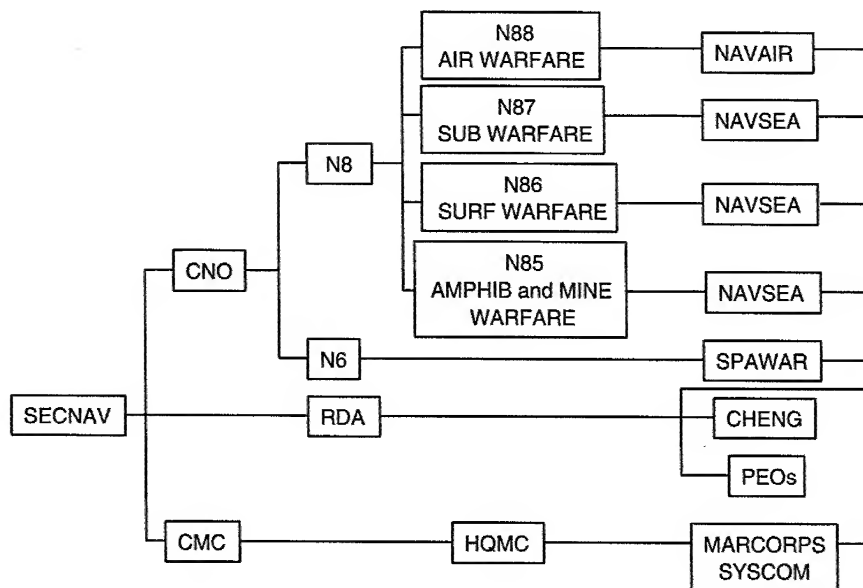 N88
AIR WARFARE
NAVAIR
N87
SUB WARFARE
NAVSEA
N8
N86
SURF WARFARE
NAVSEA
CNO
N85
AMPHIB and MINE
WARFARE
NAVSEA
N6
SPAWAR
SECNAV
RDA
CHENG
PEOs
CMC
HQMC
MARCORPS
SYSCOM